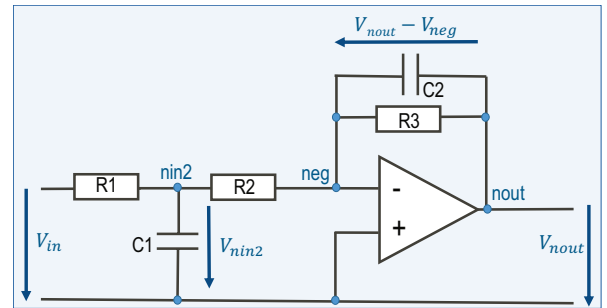 V_nout − V_neg
C2
R3
R1
nin2
R2
neg
-
nout
+
V_in
C1
V_nin2
V_nout